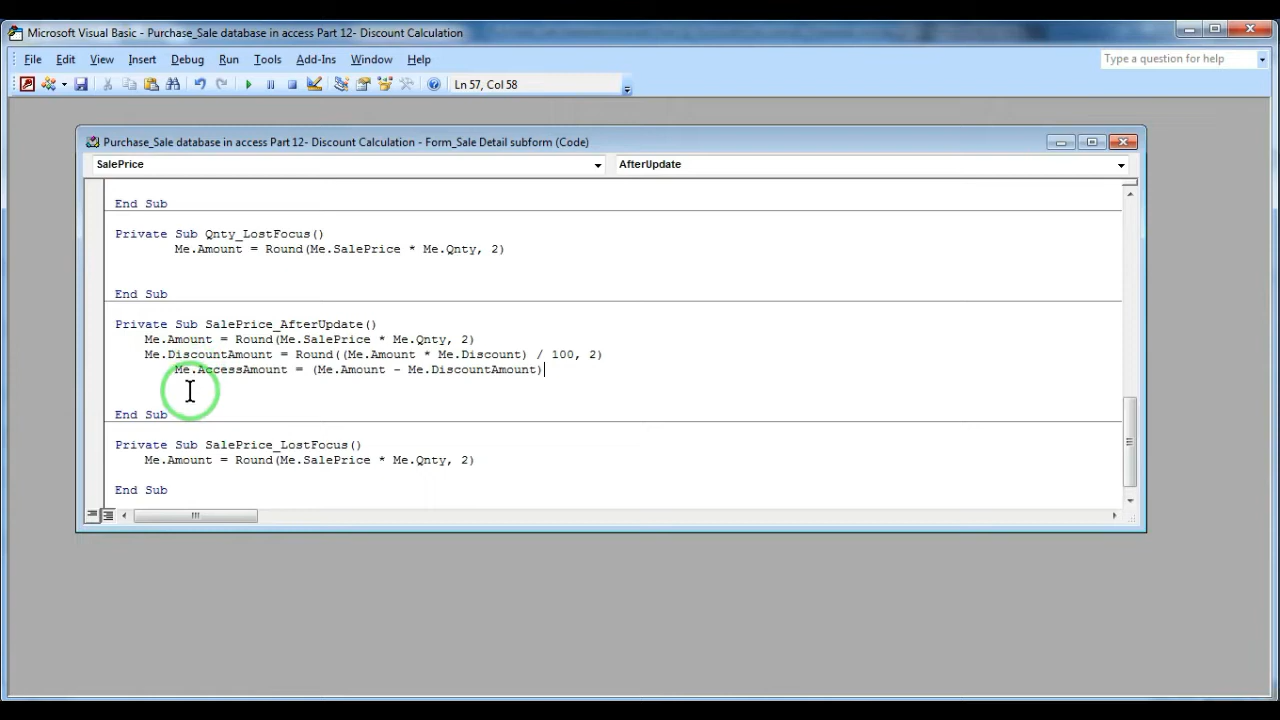 Microsoft Visual Basic - Purchase_Sale database in access Part 12- Discount Calculation
File Edit View Insert Debug Run Tools Add-Ins Window Help
Type a question for help
Ln 57, Col 58
Purchase_Sale database in access Part 12- Discount Calculation - Form_Sale Detail subform (Code)
SalePrice AfterUpdate
End Sub
Private Sub Qnty_LostFocus()
Me.Amount = Round(Me.SalePrice * Me.Qnty, 2)
End Sub
Private Sub SalePrice_AfterUpdate()
Me.Amount = Round(Me.SalePrice * Me.Qnty, 2)
Me.DiscountAmount = Round((Me.Amount * Me.Discount) / 100, 2)
Me.AccessAmount = (Me.Amount - Me.DiscountAmount)
End Sub
Private Sub SalePrice_LostFocus()
Me.Amount = Round(Me.SalePrice * Me.Qnty, 2)
End Sub